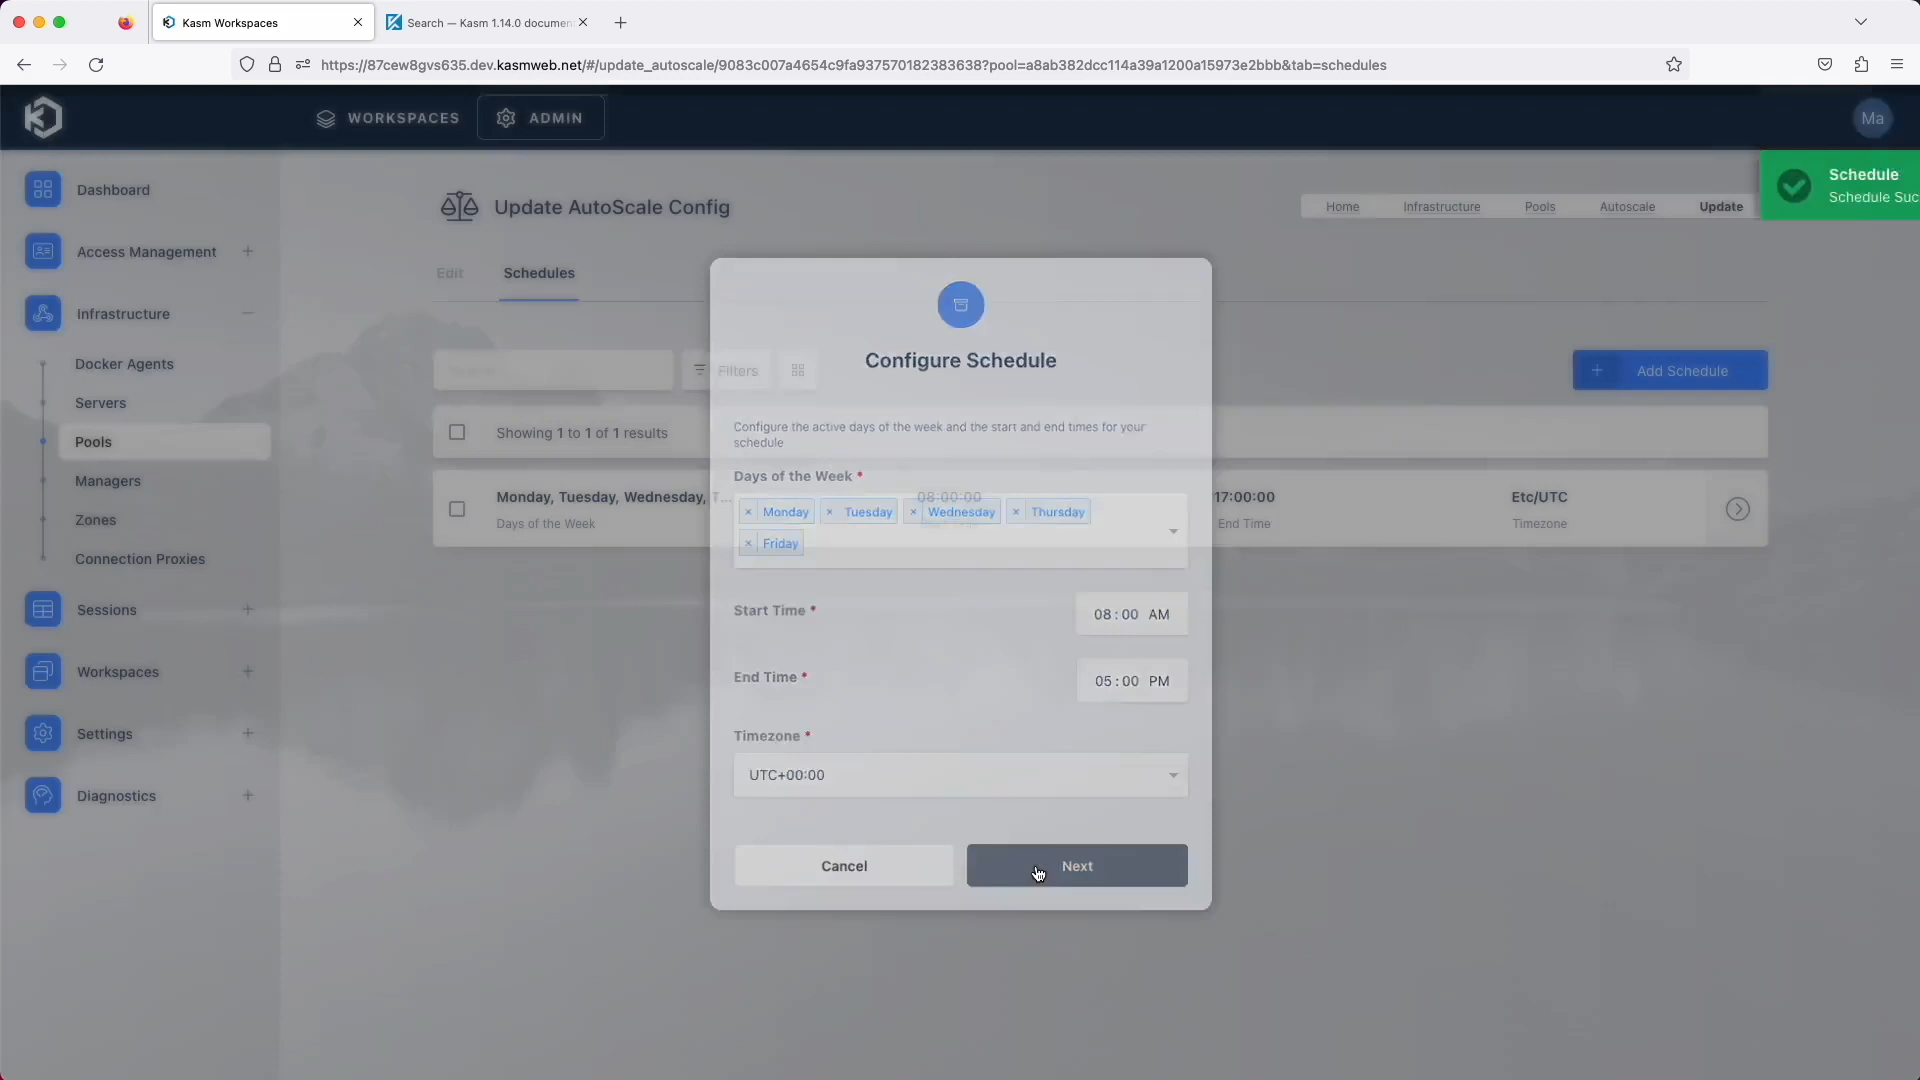 Kasm Workspaces
Search — Kasm 1.14.0 documen
https://87cew8gvs635.dev.kasmweb.net/#/update_autoscale/9083c007a4654c9fa937570182383638?pool=a8ab382dcc114a39a1200a15973e2bbb&tab=schedules
WORKSPACES
ADMIN
Ma
Schedule
Schedule Suc
Dashboard
Access Management
Infrastructure
Docker Agents
Servers
Pools
Managers
Zones
Connection Proxies
Sessions
Workspaces
Settings
Diagnostics
Update AutoScale Config
Home
Infrastructure
Pools
Autoscale
Update
Edit
Schedules
Filters
Add Schedule
Showing 1 to 1 of 1 results
Monday, Tuesday, Wednesday, T...
Days of the Week
08:00:00
17:00:00
End Time
Etc/UTC
Timezone
Configure Schedule
Configure the active days of the week and the start and end times for your
schedule
Days of the Week *
× Monday × Tuesday × Wednesday × Thursday
× Friday
Start Time *
08:00 AM
End Time *
05:00 PM
Timezone *
UTC+00:00
Cancel
Next